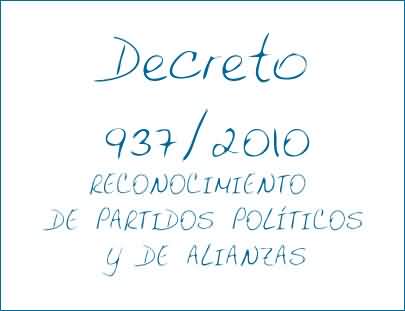 Decreto
937/2010
RECONOCIMIENTO
DE PARTIDOS POLÍTICOS
Y DE ALIANZAS